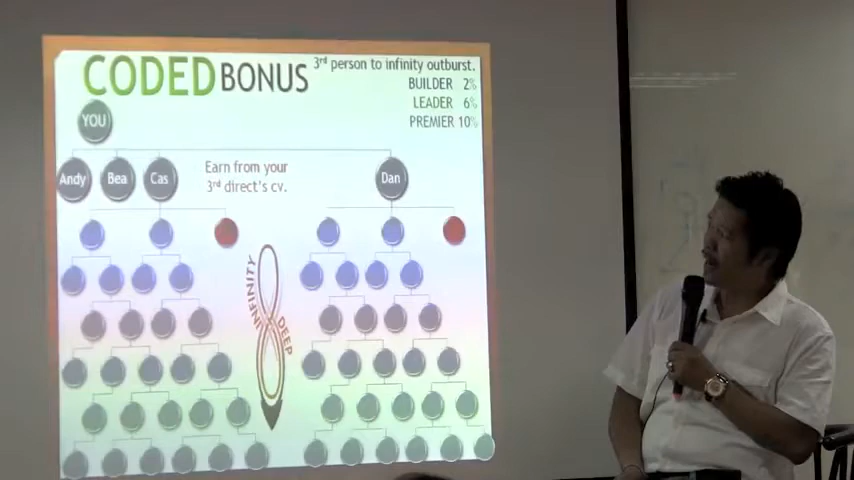 CODED BONUS
3rd person to infinity outburst.
BUILDER 2%
LEADER 6%
PREMIER 10%
YOU
Andy Bea Cas
Earn from your
3rd direct's cv.
Dan
INFINITY
DEEP